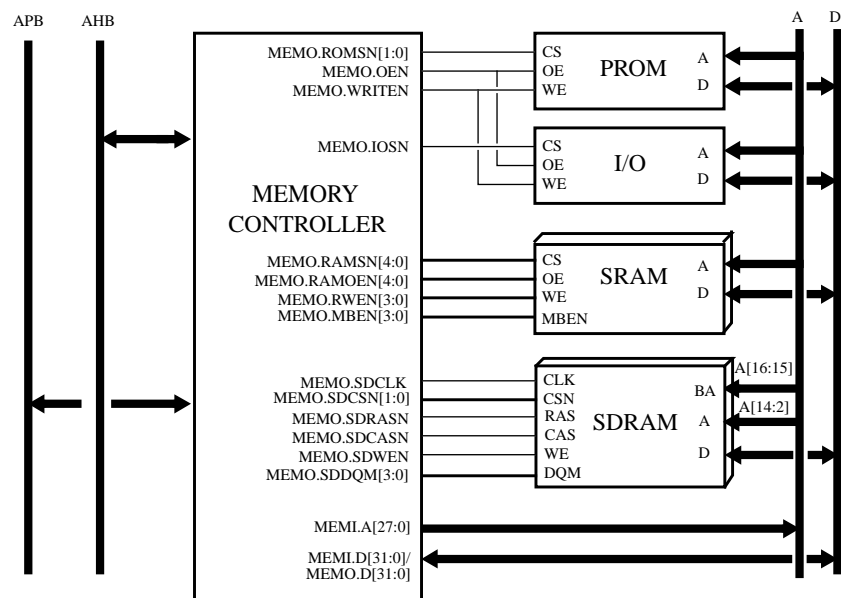 APB AHB A D
MEMO.ROMSN[1:0]
MEMO.OEN
MEMO.WRITEN
CS
OE
WE
PROM
A
D
MEMO.IOSN
CS
OE
WE
I/O
A
D
MEMORY
CONTROLLER
MEMO.RAMSN[4:0]
MEMO.RAMOEN[4:0]
MEMO.RWEN[3:0]
MEMO.MBEN[3:0]
CS
OE
WE
MBEN
SRAM
A
D
MEMO.SDCLK
MEMO.SDCSN[1:0]
MEMO.SDRASN
MEMO.SDCASN
MEMO.SDWEN
MEMO.SDDQM[3:0]
CLK
CSN
RAS
CAS
WE
DQM
SDRAM
BA
A
D
A[16:15]
A[14:2]
MEMI.A[27:0]
MEMI.D[31:0]/
MEMO.D[31:0]